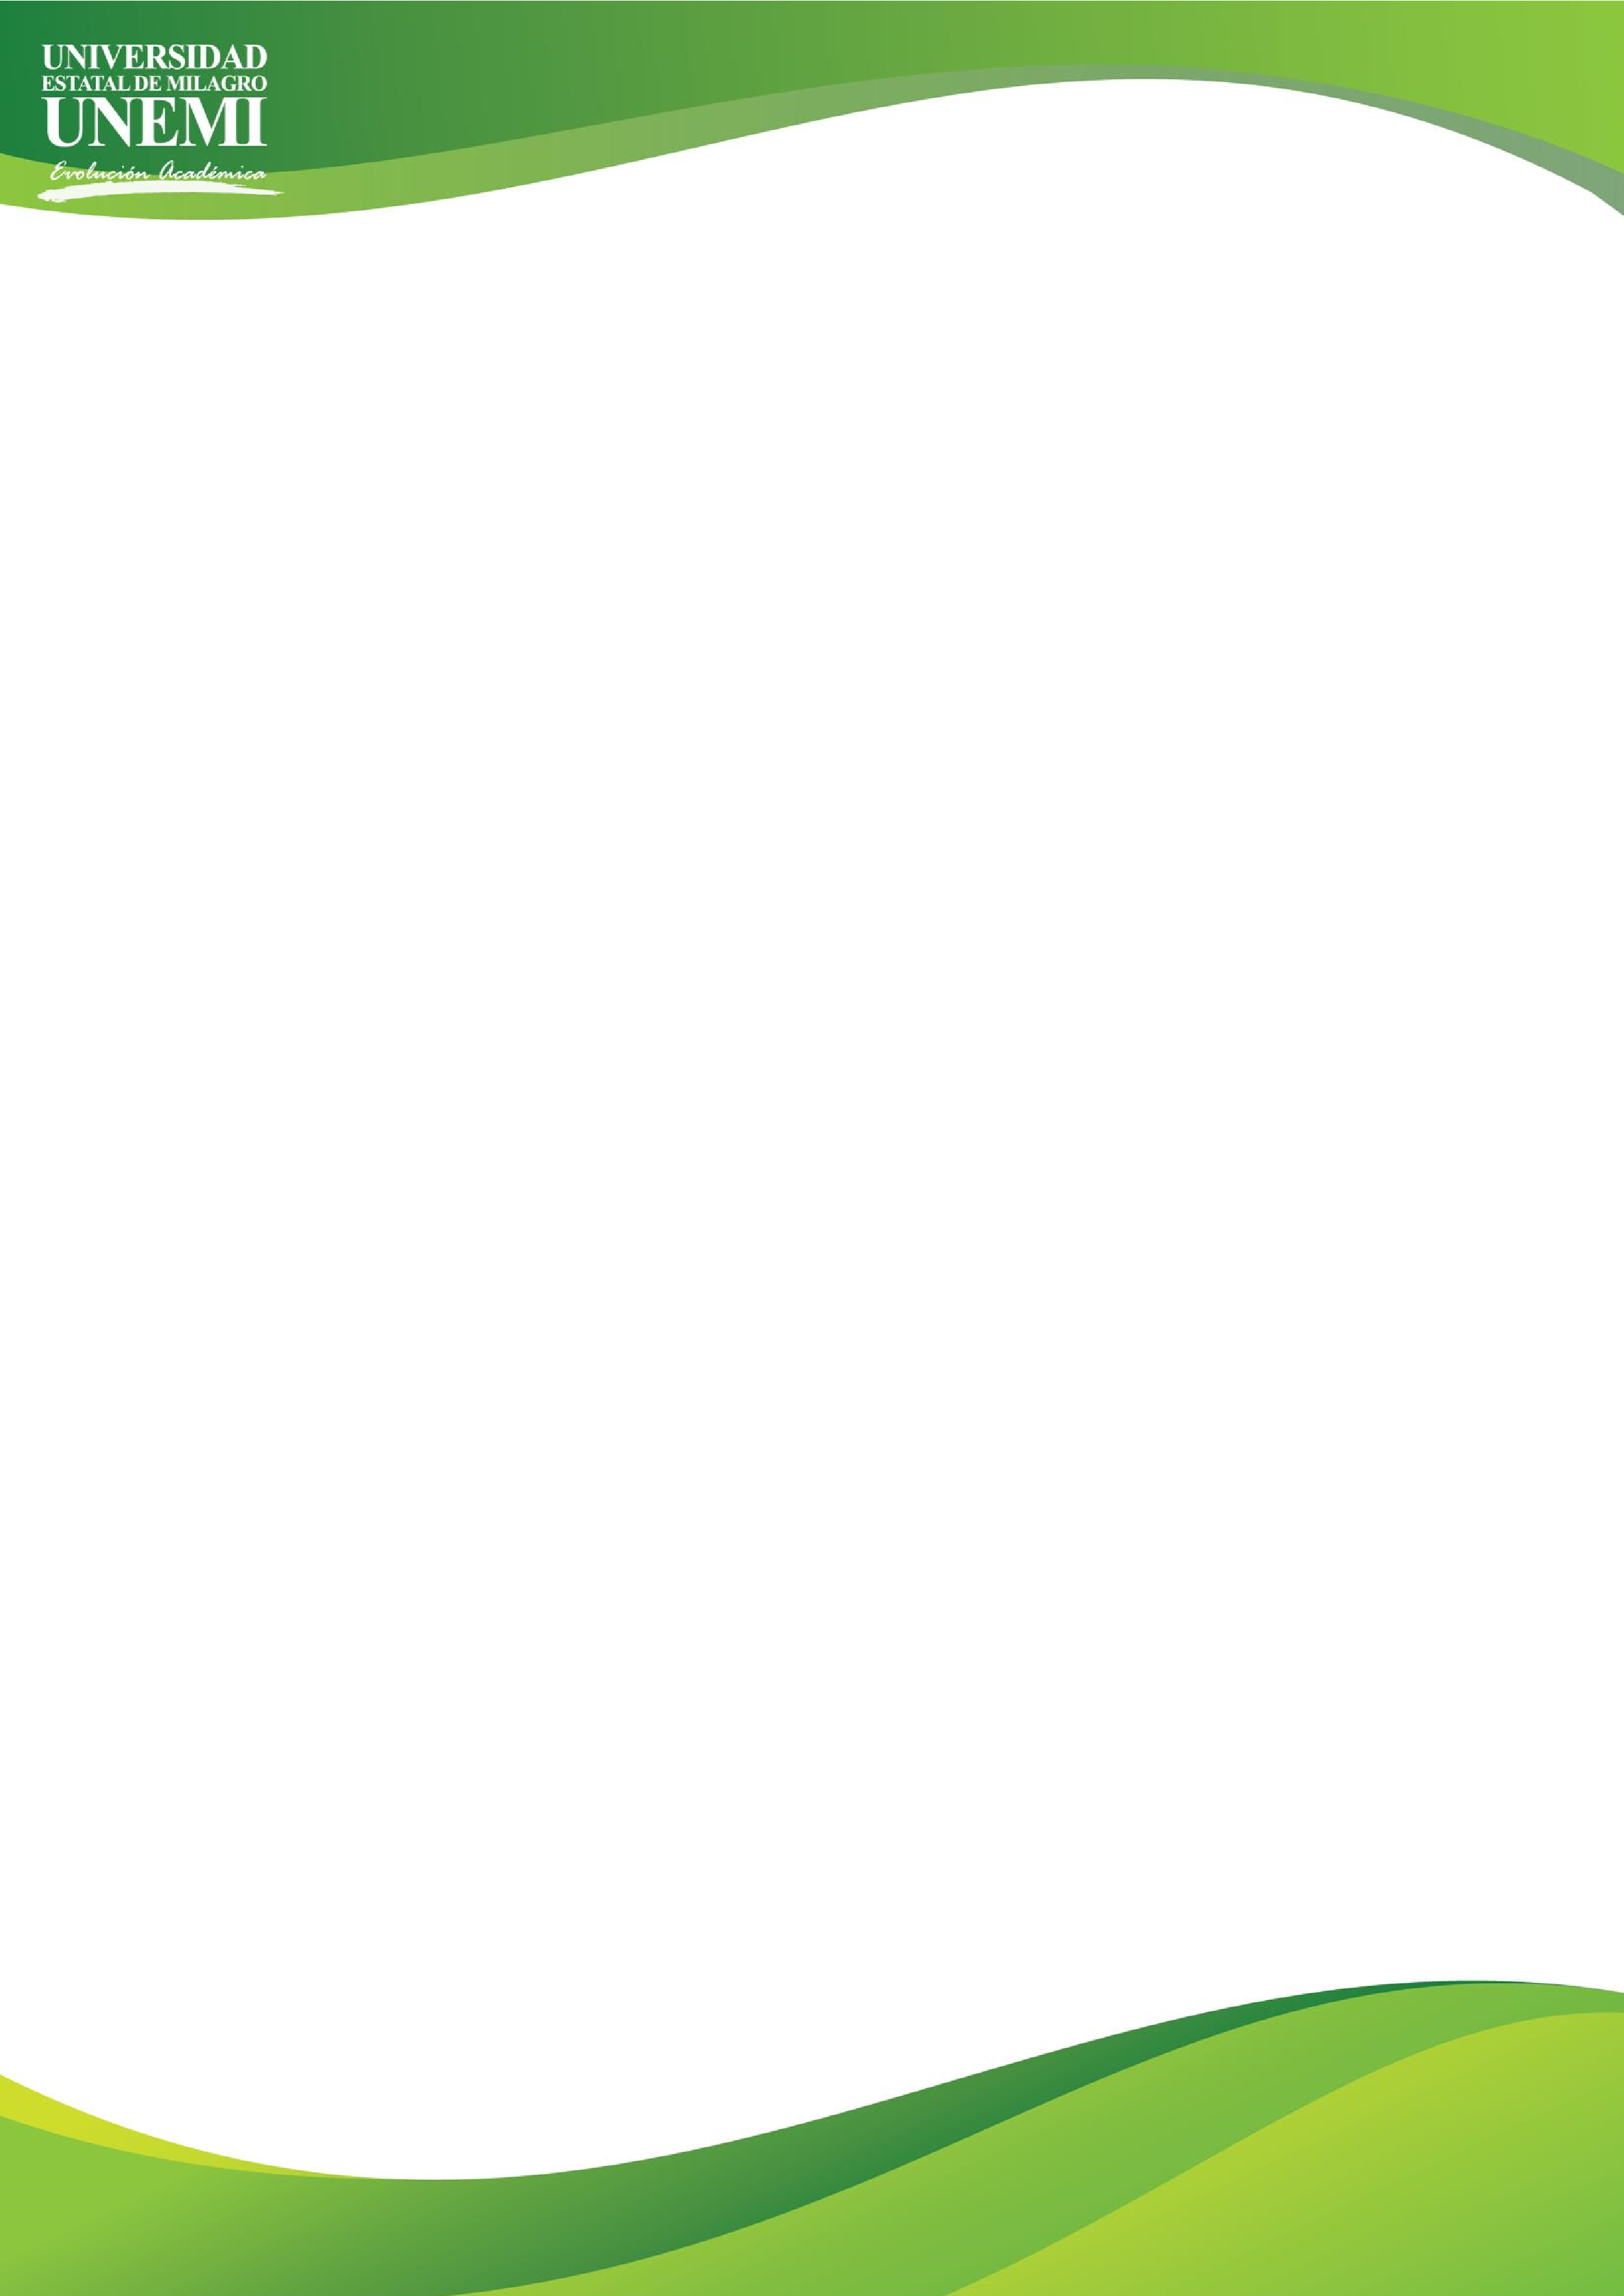 UNIVERSIDAD
ESTATAL DE MILAGRO
UNEMI
Evolución Académica